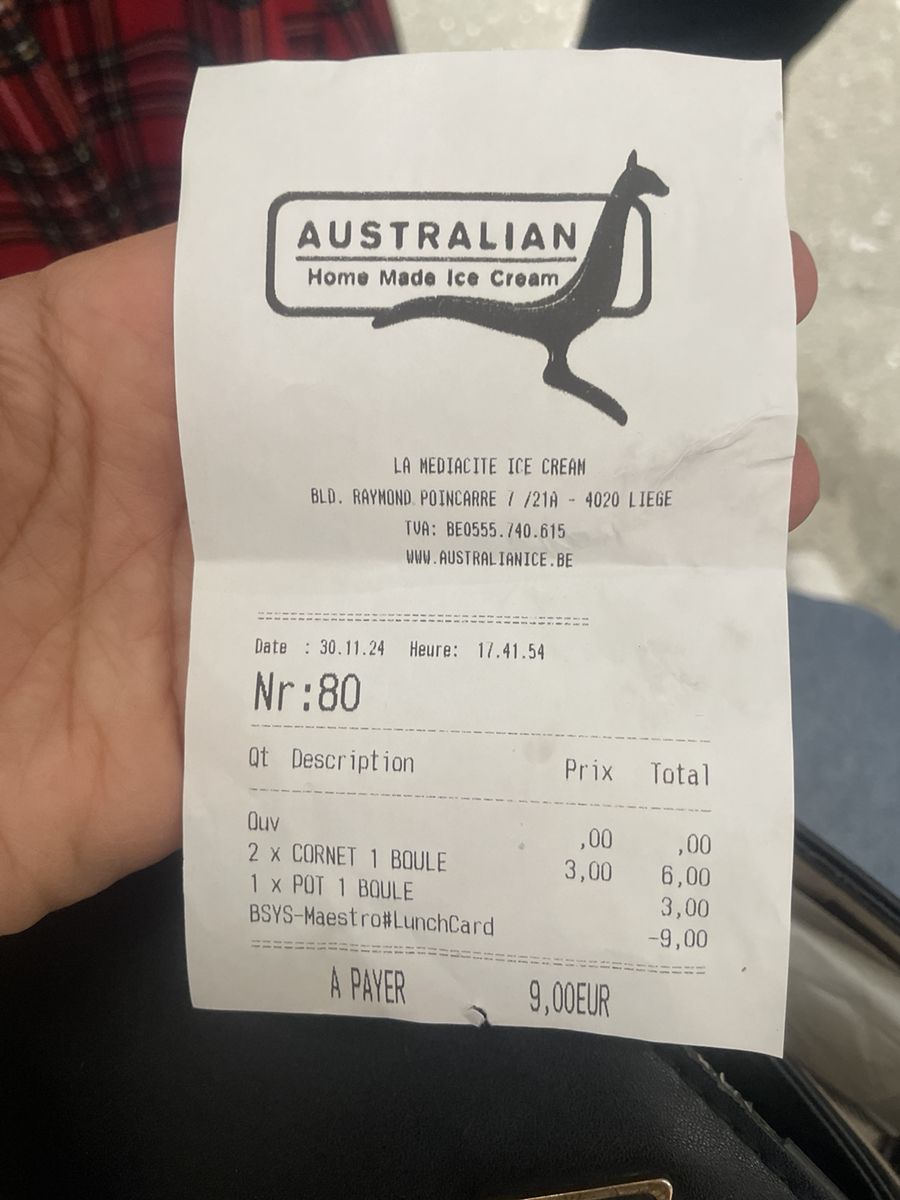 AUSTRALIAN
Home Made Ice Cream
LA MEDIACITE ICE CREAM
BLD. RAYMOND POINCARRE 7 /21A - 4020 LIEGE
TVA: BE0555.740.615
WWW.AUSTRALIANICE.BE
Date : 30.11.24 Heure: 17.41.54
Nr:80
Qt Description Prix Total
Ouv ,00 ,00
2 x CORNET 1 BOULE 3,00 6,00
1 x POT 1 BOULE 3,00
BSYS-Maestro#LunchCard -9,00
A PAYER 9,00EUR